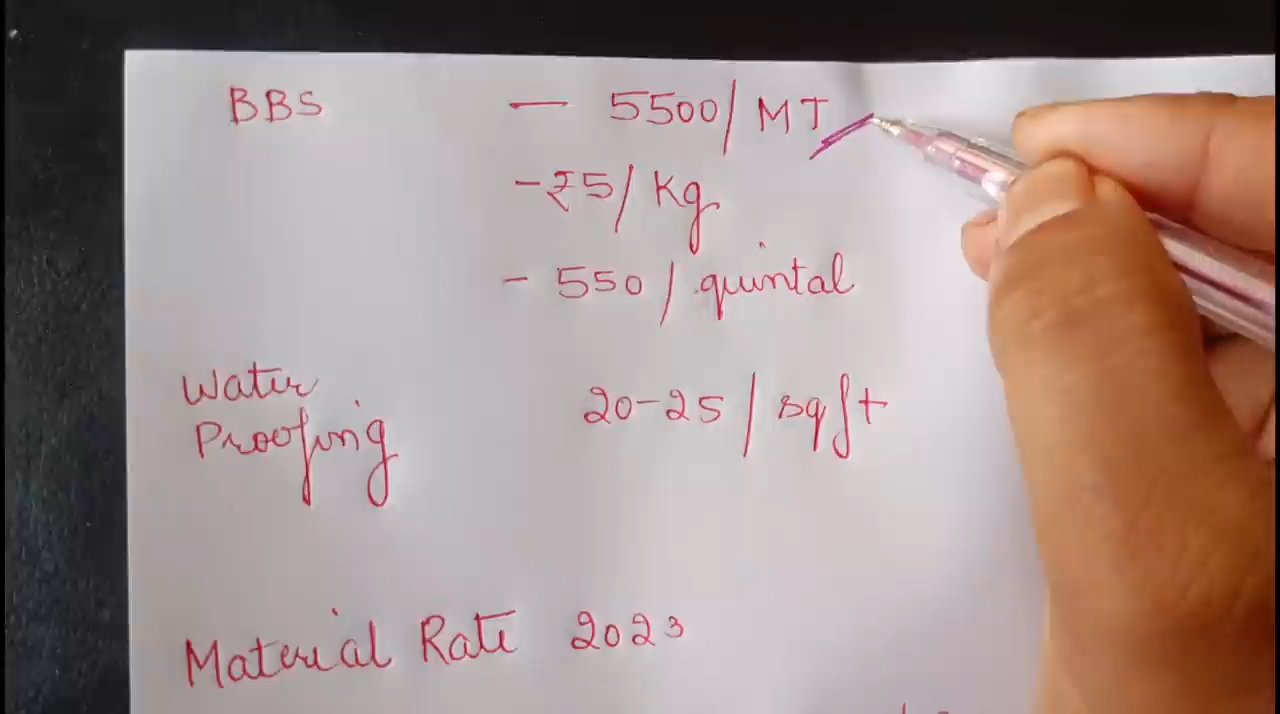 BBS — 5500/MT
-₹5/Kg
- 550/quintal
Water
Proofing 20-25/sqft
Material Rate 2023